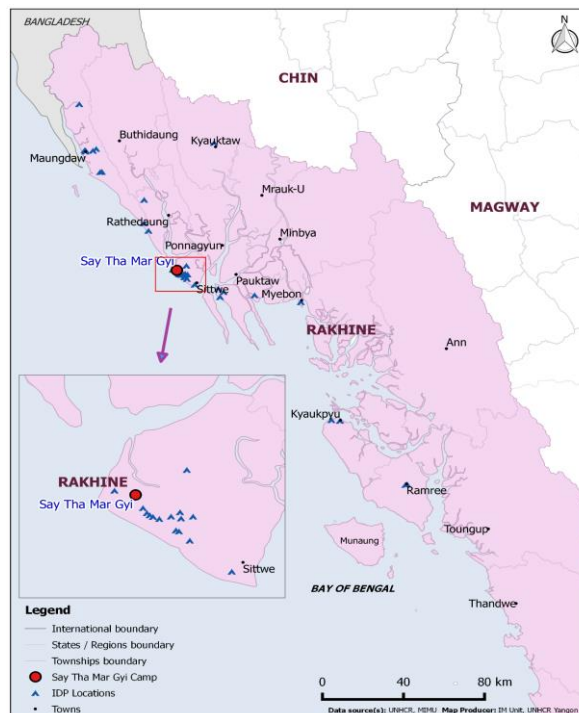 BANGLADESH
N
CHIN
Buthidaung
Kyauktaw
Maungdaw
Mrauk-U
MAGWAY
Rathedaung
Minbya
Ponnagyun
Say Tha Mar Gyi
Pauktaw
Sittwe
Myebon
RAKHINE
Ann
Kyaukpyu
RAKHINE
Say Tha Mar Gyi
Ramree
Toungup
Munaung
Sittwe
BAY OF BENGAL
Thandwe
Legend
International boundary
States / Regions boundary
Townships boundary
Say Tha Mar Gyi Camp
IDP Locations
Towns
0 40 80 km
Data source(s): UNHCR, MIMU Map Producer: IM Unit, UNHCR Yangon